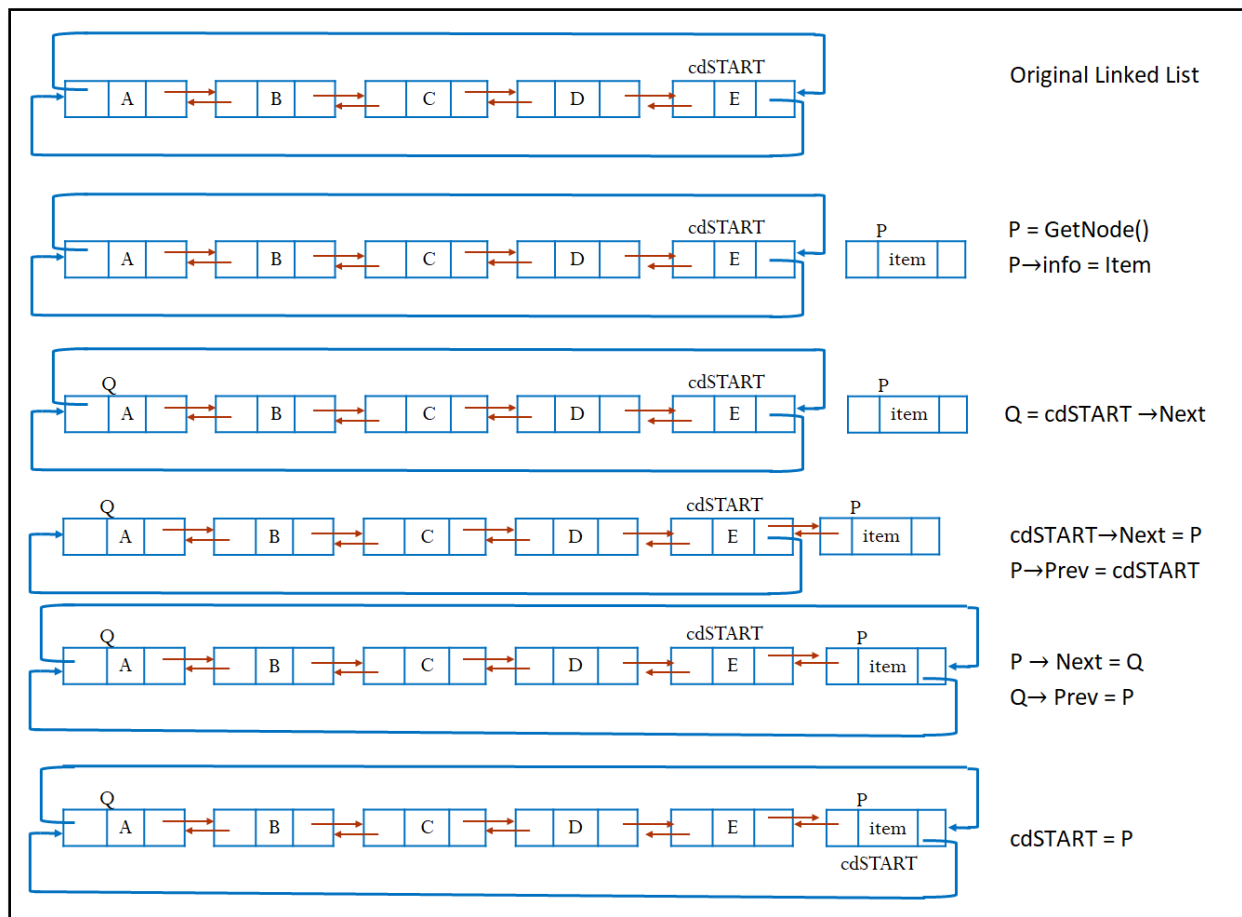 cdSTART
A B C D E
Original Linked List
cdSTART
A B C D E
P
item
P = GetNode()
P→info = Item
Q
cdSTART
A B C D E
P
item
Q = cdSTART →Next
Q
cdSTART
A B C D E
P
item
cdSTART→Next = P
P→Prev = cdSTART
Q
cdSTART
A B C D E
P
item
P → Next = Q
Q→ Prev = P
Q
P
A B C D E item
cdSTART
cdSTART = P